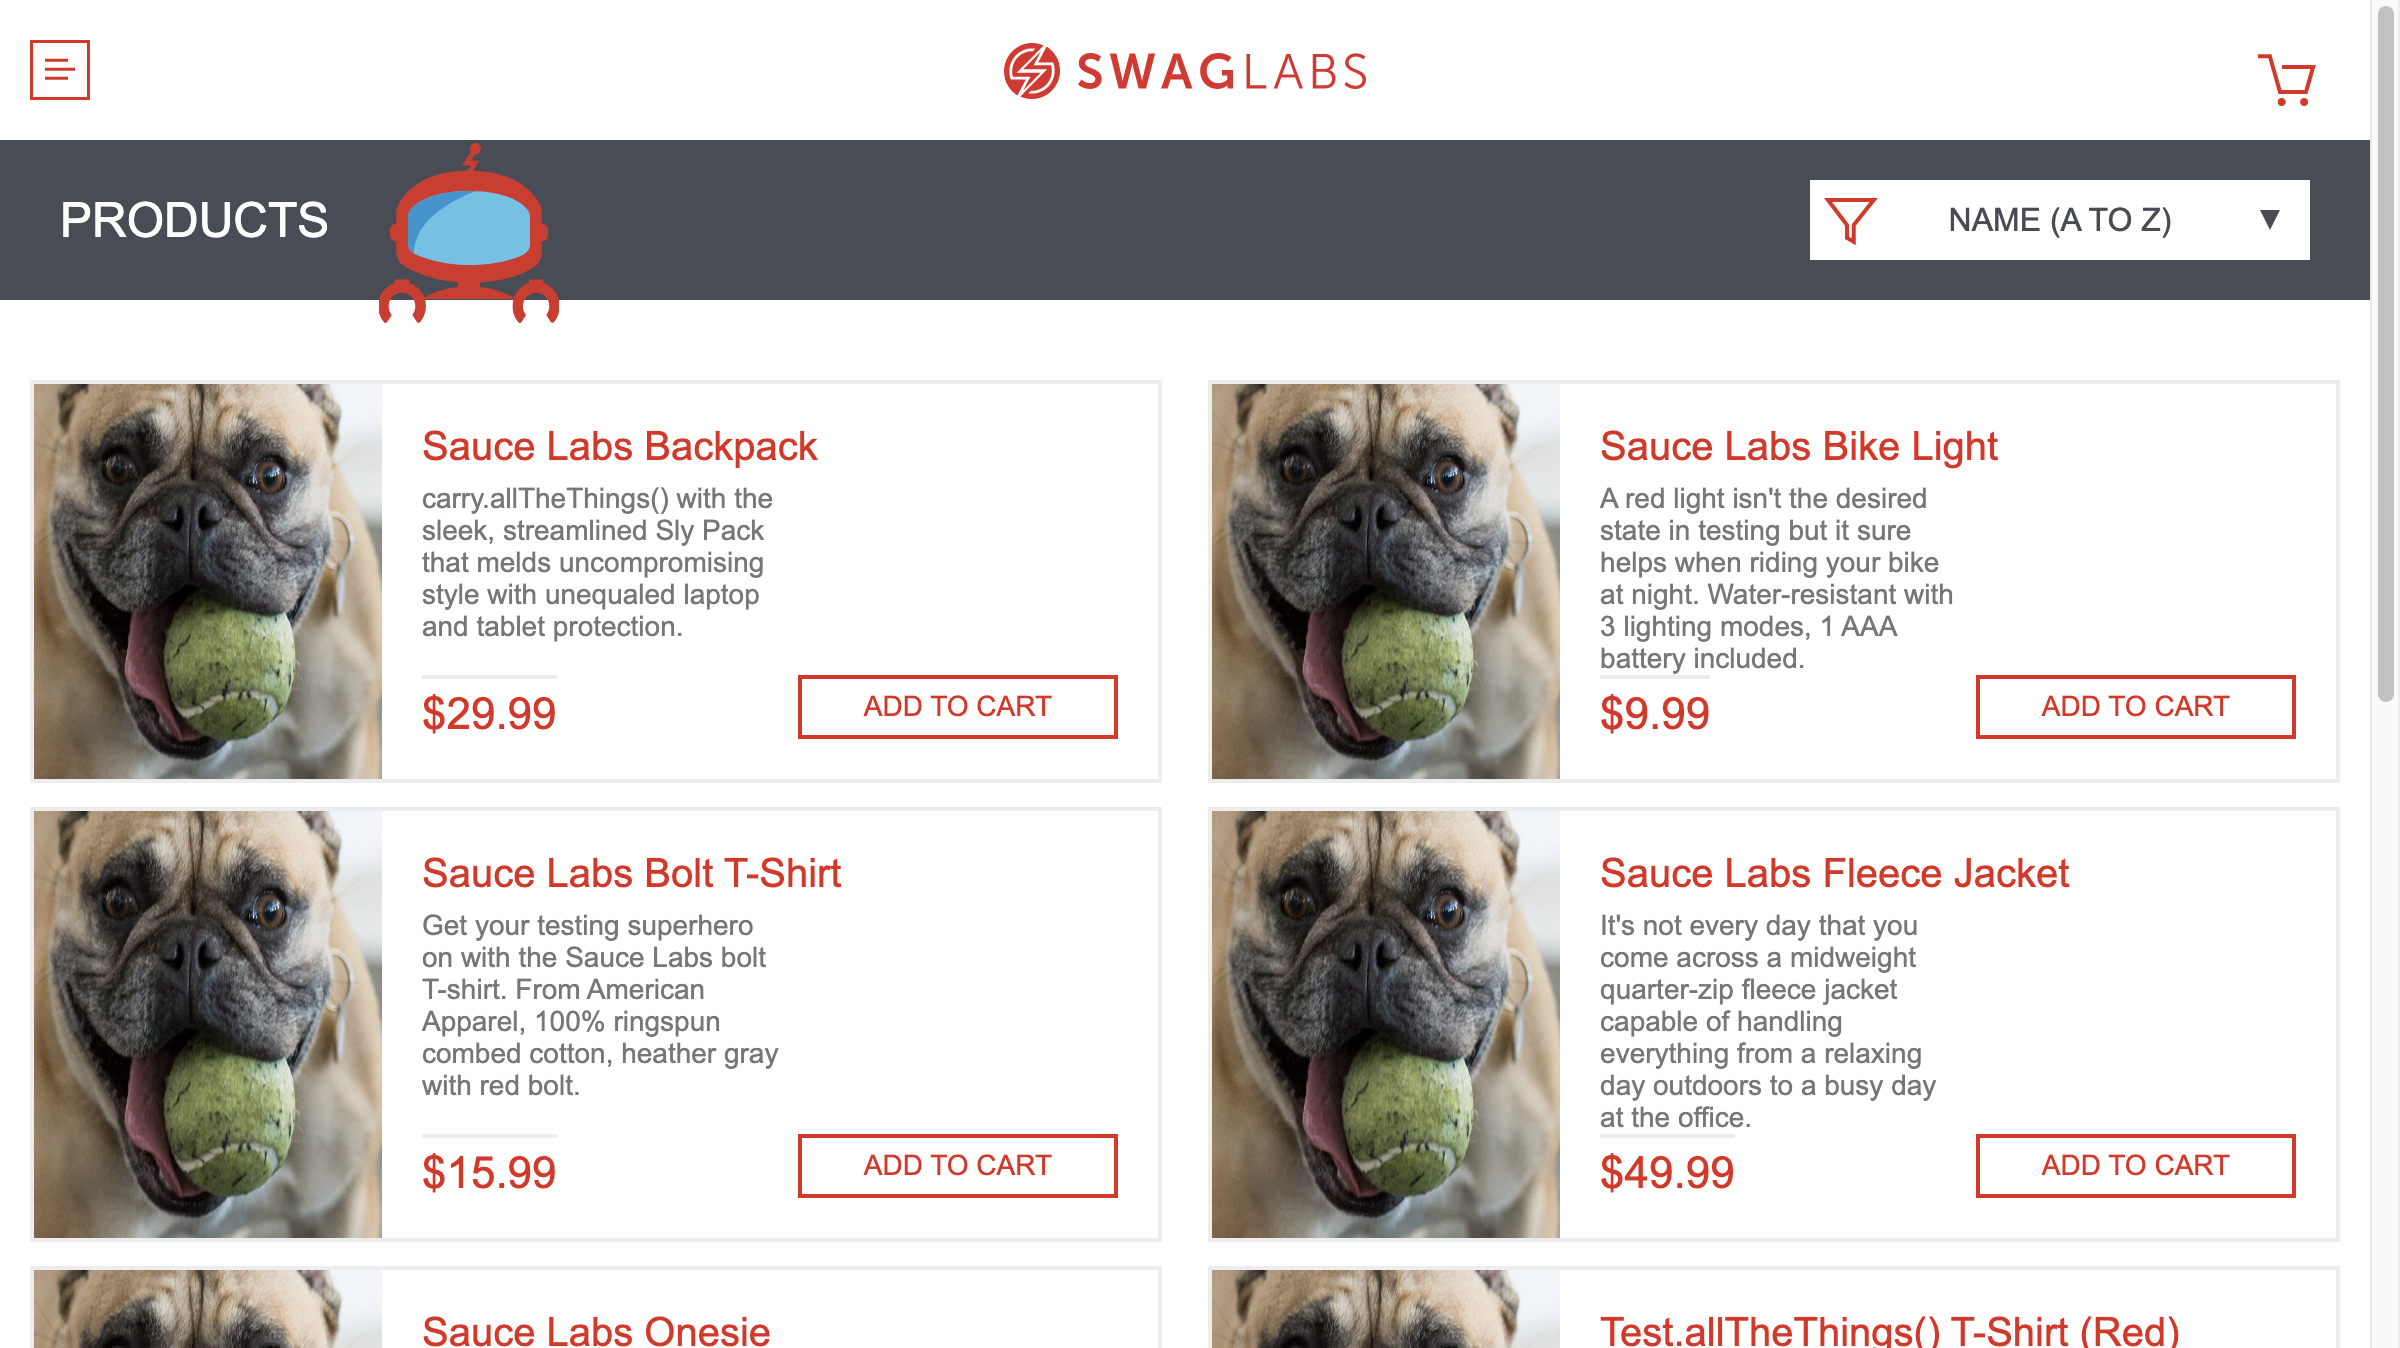 SWAGLABS
PRODUCTS
NAME (A TO Z)
Sauce Labs Backpack
carry.allTheThings() with the
sleek, streamlined Sly Pack
that melds uncompromising
style with unequaled laptop
and tablet protection.
$29.99
ADD TO CART
Sauce Labs Bike Light
A red light isn't the desired
state in testing but it sure
helps when riding your bike
at night. Water-resistant with
3 lighting modes, 1 AAA
battery included.
$9.99
ADD TO CART
Sauce Labs Bolt T-Shirt
Get your testing superhero
on with the Sauce Labs bolt
T-shirt. From American
Apparel, 100% ringspun
combed cotton, heather gray
with red bolt.
$15.99
ADD TO CART
Sauce Labs Fleece Jacket
It's not every day that you
come across a midweight
quarter-zip fleece jacket
capable of handling
everything from a relaxing
day outdoors to a busy day
at the office.
$49.99
ADD TO CART
Sauce Labs Onesie
Test.allTheThings() T-Shirt (Red)